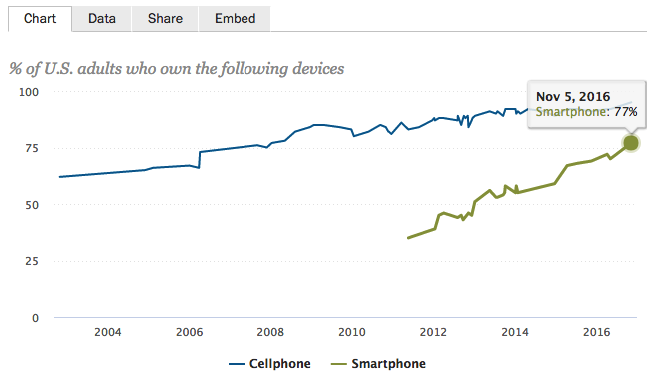 Chart Data Share Embed
% of U.S. adults who own the following devices
100
Nov 5, 2016
Smartphone: 77%
75
50
25
0
2004 2006 2008 2010 2012 2014 2016
Cellphone Smartphone